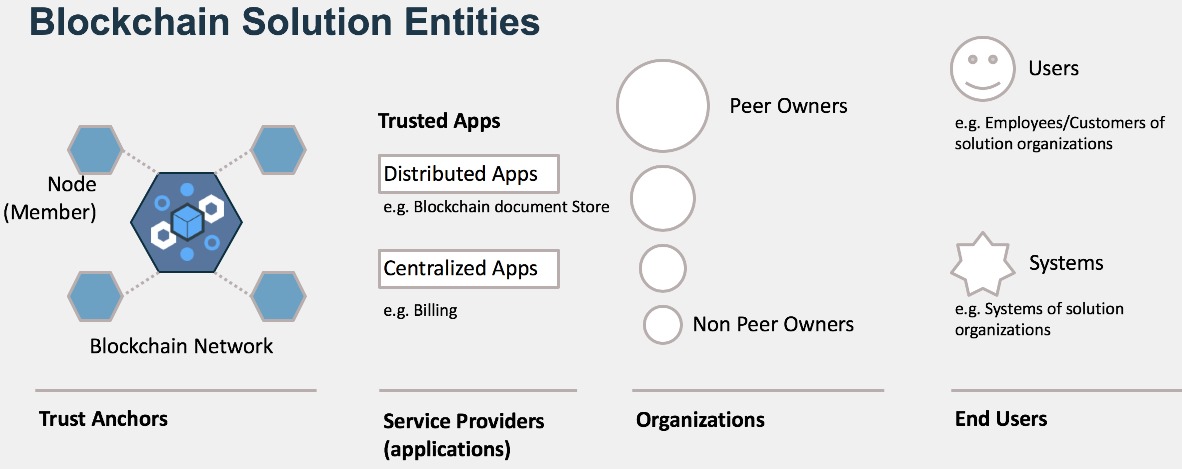 Blockchain Solution Entities
Node
(Member)
Blockchain Network
Trust Anchors
Trusted Apps
Distributed Apps
e.g. Blockchain document Store
Centralized Apps
e.g. Billing
Service Providers
(applications)
Peer Owners
Non Peer Owners
Organizations
Users
e.g. Employees/Customers of
solution organizations
Systems
e.g. Systems of solution
organizations
End Users